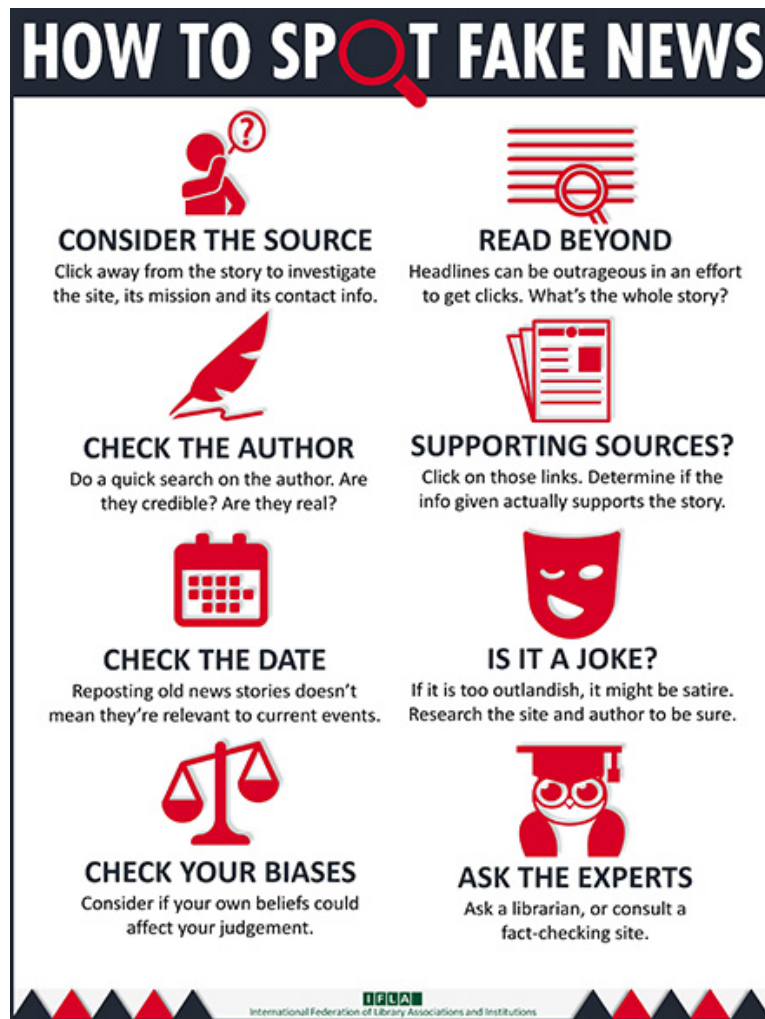 HOW TO SPOT FAKE NEWS
?
CONSIDER THE SOURCE
Click away from the story to investigate
the site, its mission and its contact info.
READ BEYOND
Headlines can be outrageous in an effort
to get clicks. What's the whole story?
CHECK THE AUTHOR
Do a quick search on the author. Are
they credible? Are they real?
SUPPORTING SOURCES?
Click on those links. Determine if the
info given actually supports the story.
CHECK THE DATE
Reposting old news stories doesn't
mean they're relevant to current events.
IS IT A JOKE?
If it is too outlandish, it might be satire.
Research the site and author to be sure.
CHECK YOUR BIASES
Consider if your own beliefs could
affect your judgement.
ASK THE EXPERTS
Ask a librarian, or consult a
fact-checking site.
IFLA
International Federation of Library Associations and Institutions